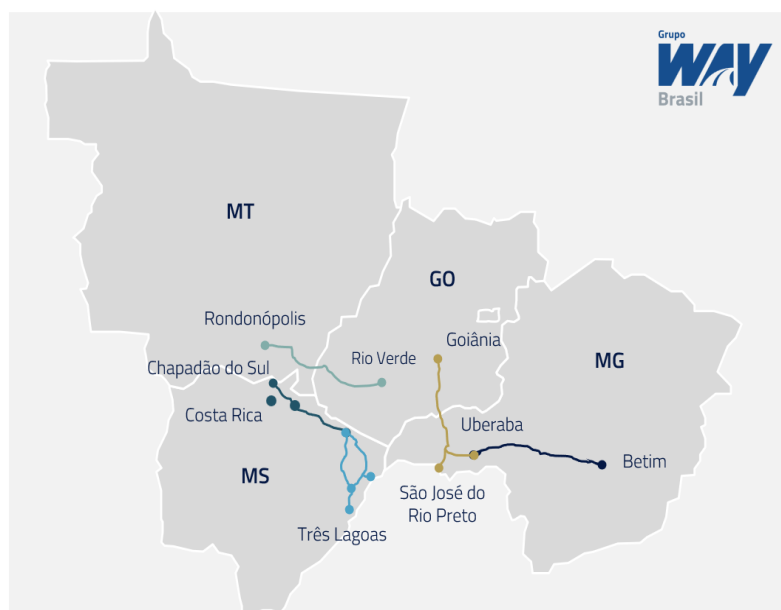 Grupo
WAY
Brasil
MT
GO
Rondonópolis
Rio Verde
Goiânia
MG
Chapadão do Sul
Costa Rica
Uberaba
Betim
MS
São José do
Rio Preto
Três Lagoas